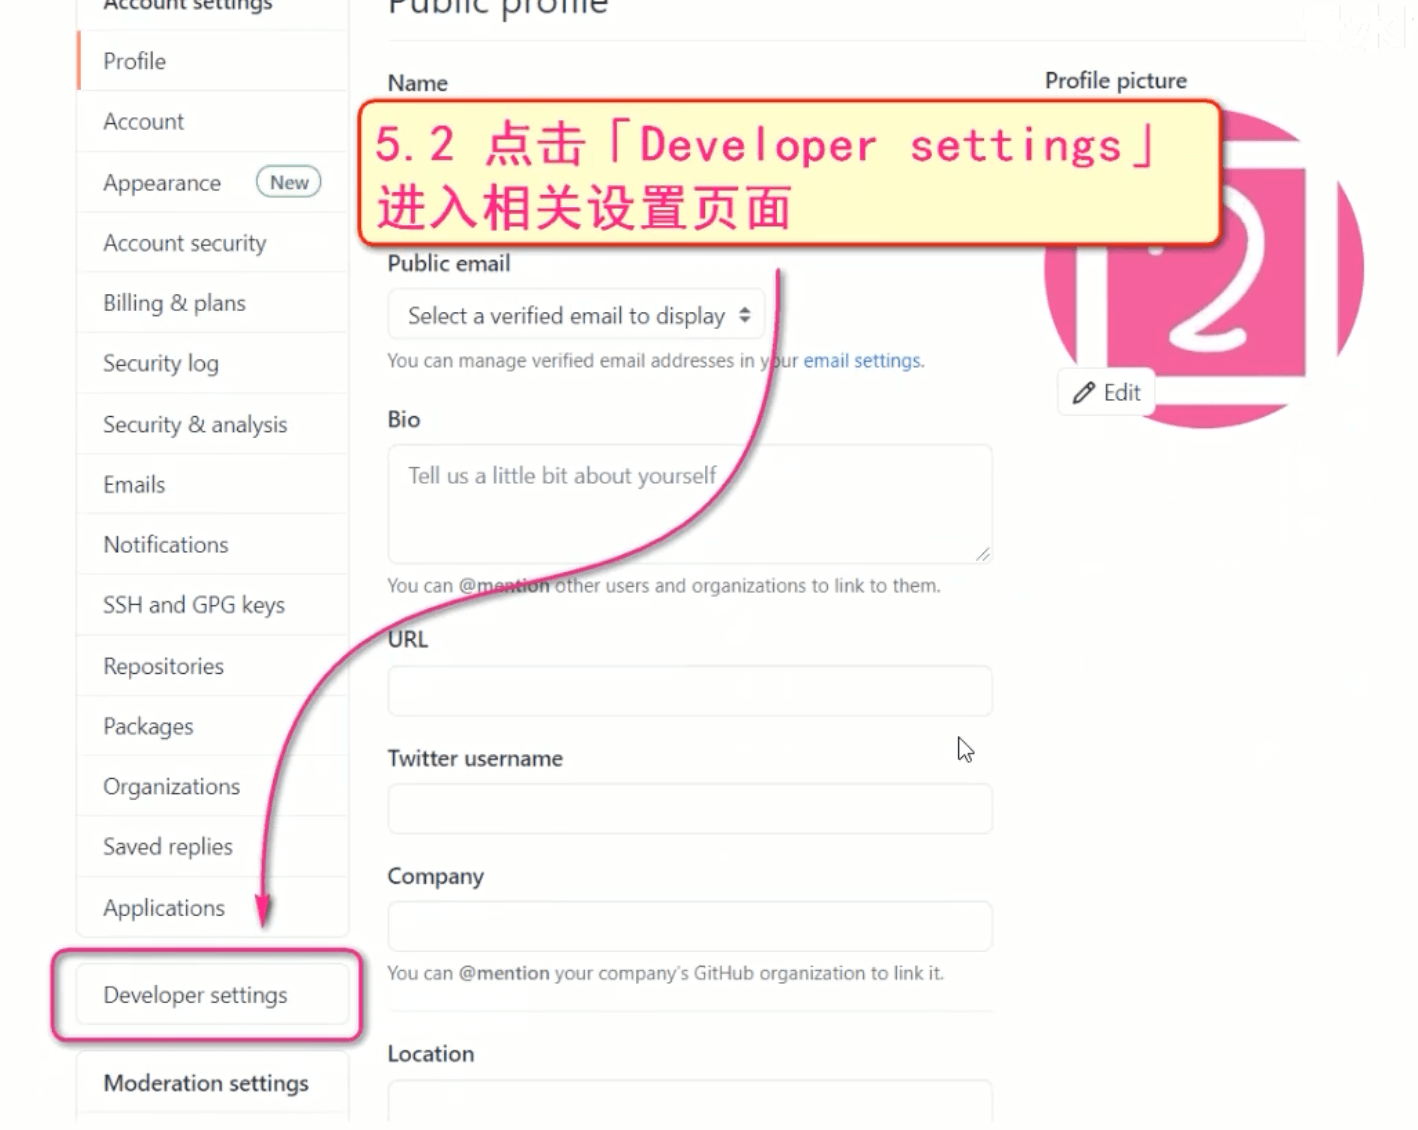 Account settings
Public profile
Profile
Account
Appearance New
Account security
Billing & plans
Security log
Security & analysis
Emails
Notifications
SSH and GPG keys
Repositories
Packages
Organizations
Saved replies
Applications
Developer settings
Moderation settings
Name
5.2 点击「Developer settings」
进入相关设置页面
Public email
Select a verified email to display
You can manage verified email addresses in your email settings.
Bio
Tell us a little bit about yourself
You can @mention other users and organizations to link to them.
URL
Twitter username
Company
You can @mention your company's GitHub organization to link it.
Location
Profile picture
2
Edit